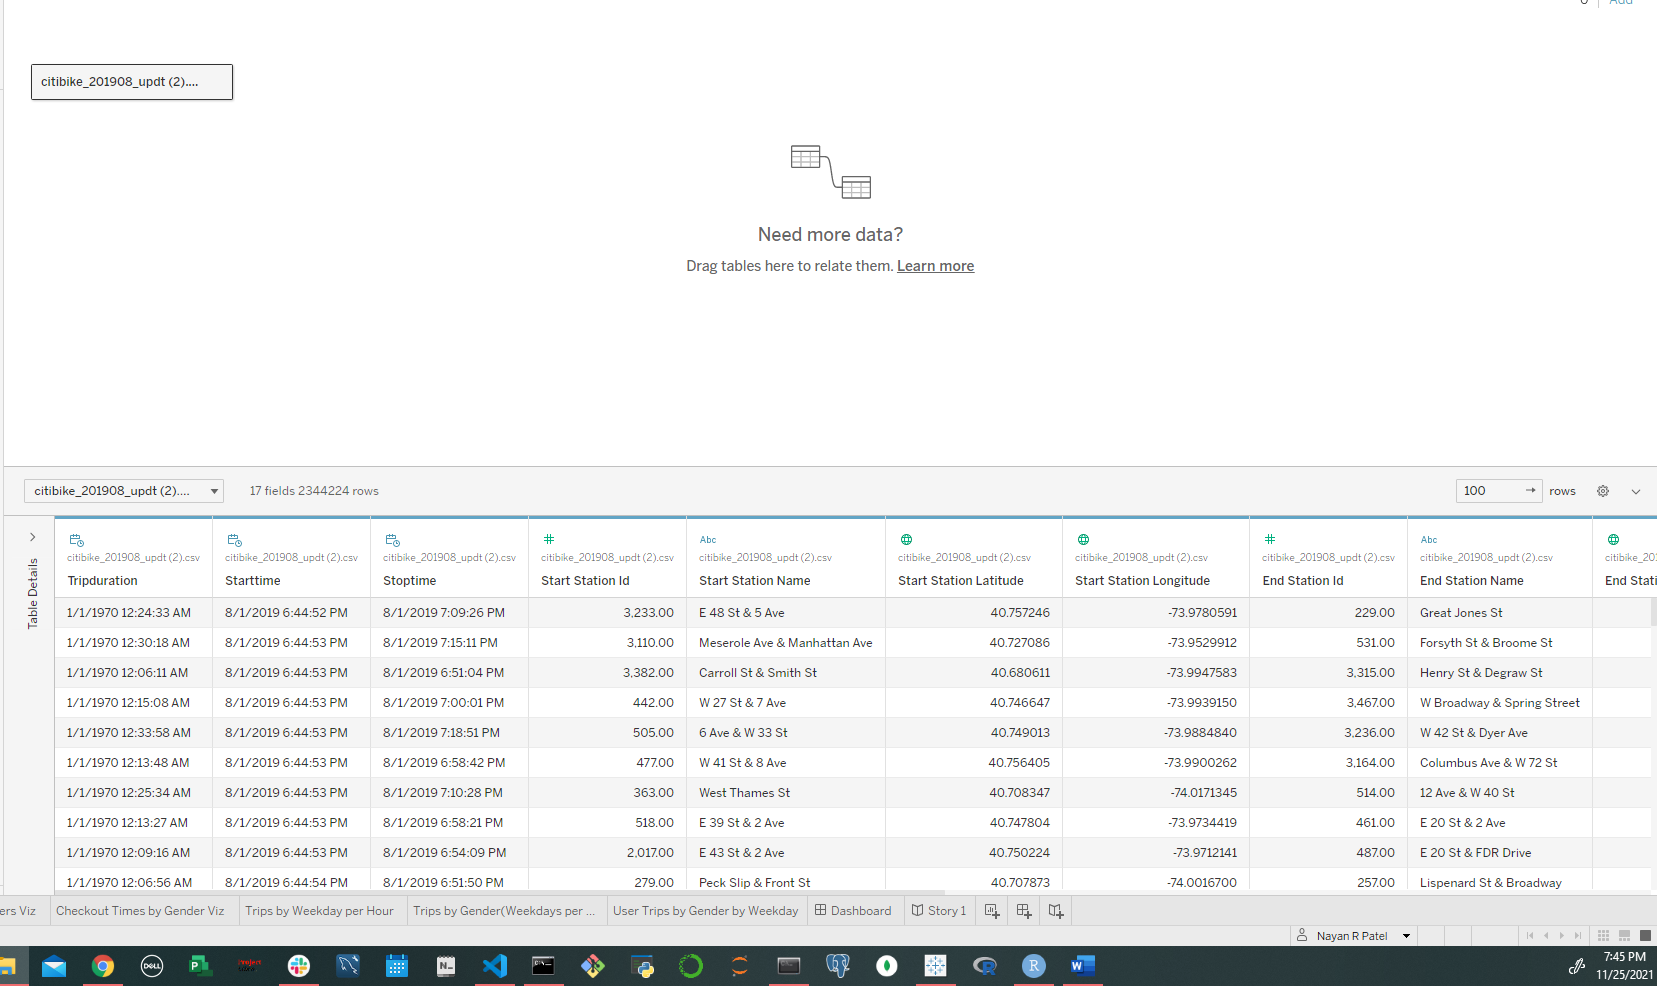 Add
citibike_201908_updt (2)....
Need more data?
Drag tables here to relate them. Learn more
citibike_201908_updt (2).... 17 fields 2344224 rows 100 rows
Table Details
Abc Abc
citibike_201908_updt (2).csv citibike_201908_updt (2).csv citibike_201908_updt (2).csv citibike_201908_updt (2).csv citibike_201908_updt (2).csv citibike_201908_updt (2).csv citibike_201908_updt (2).csv citibike_201908_updt (2).csv citibike_201908_updt (2).csv citibike_20
Tripduration Starttime Stoptime Start Station Id Start Station Name Start Station Latitude Start Station Longitude End Station Id End Station Name End Stati
1/1/1970 12:24:33 AM 8/1/2019 6:44:52 PM 8/1/2019 7:09:26 PM 3,233.00 E 48 St & 5 Ave 40.757246 -73.9780591 229.00 Great Jones St
1/1/1970 12:30:18 AM 8/1/2019 6:44:53 PM 8/1/2019 7:15:11 PM 3,110.00 Meserole Ave & Manhattan Ave 40.727086 -73.9529912 531.00 Forsyth St & Broome St
1/1/1970 12:06:11 AM 8/1/2019 6:44:53 PM 8/1/2019 6:51:04 PM 3,382.00 Carroll St & Smith St 40.680611 -73.9947583 3,315.00 Henry St & Degraw St
1/1/1970 12:15:08 AM 8/1/2019 6:44:53 PM 8/1/2019 7:00:01 PM 442.00 W 27 St & 7 Ave 40.746647 -73.9939150 3,467.00 W Broadway & Spring Street
1/1/1970 12:33:58 AM 8/1/2019 6:44:53 PM 8/1/2019 7:18:51 PM 505.00 6 Ave & W 33 St 40.749013 -73.9884840 3,236.00 W 42 St & Dyer Ave
1/1/1970 12:13:48 AM 8/1/2019 6:44:53 PM 8/1/2019 6:58:42 PM 477.00 W 41 St & 8 Ave 40.756405 -73.9900262 3,164.00 Columbus Ave & W 72 St
1/1/1970 12:25:34 AM 8/1/2019 6:44:53 PM 8/1/2019 7:10:28 PM 363.00 West Thames St 40.708347 -74.0171345 514.00 12 Ave & W 40 St
1/1/1970 12:13:27 AM 8/1/2019 6:44:53 PM 8/1/2019 6:58:21 PM 518.00 E 39 St & 2 Ave 40.747804 -73.9734419 461.00 E 20 St & 2 Ave
1/1/1970 12:09:16 AM 8/1/2019 6:44:53 PM 8/1/2019 6:54:09 PM 2,017.00 E 43 St & 2 Ave 40.750224 -73.9712141 487.00 E 20 St & FDR Drive
1/1/1970 12:06:56 AM 8/1/2019 6:44:54 PM 8/1/2019 6:51:50 PM 279.00 Peck Slip & Front St 40.707873 -74.0016700 257.00 Lispenard St & Broadway
ers Viz Checkout Times by Gender Viz Trips by Weekday per Hour Trips by Gender(Weekdays per ... User Trips by Gender by Weekday Dashboard Story 1
Nayan R Patel
DELL P N R W
7:45 PM
11/25/2021